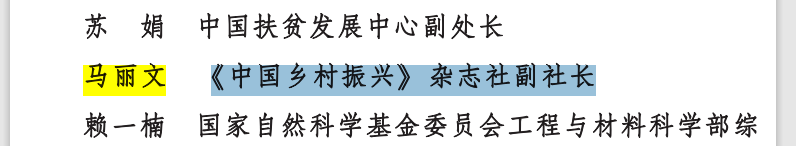 苏　娟　中国扶贫发展中心副处长
马丽文　《中国乡村振兴》杂志社副社长
赖一楠　国家自然科学基金委员会工程与材料科学部综